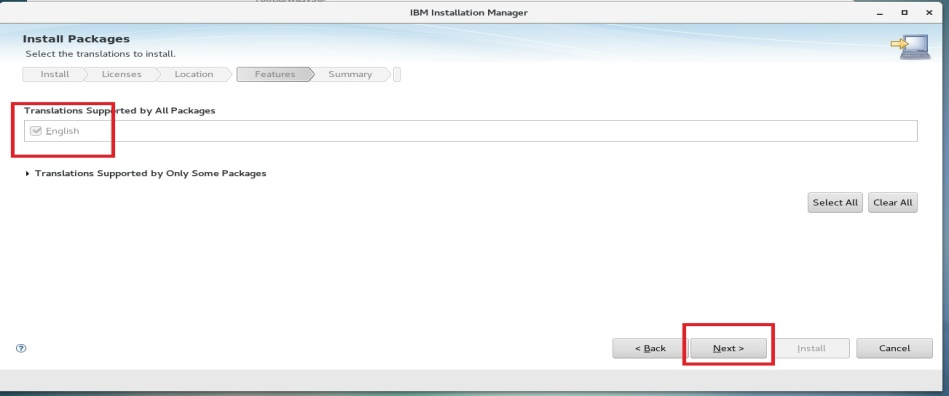 IBM Installation Manager
Install Packages
Select the translations to install.
Install Licenses Location Features Summary
Translations Supported by All Packages
English
Translations Supported by Only Some Packages
Select All Clear All
< Back Next > Install Cancel